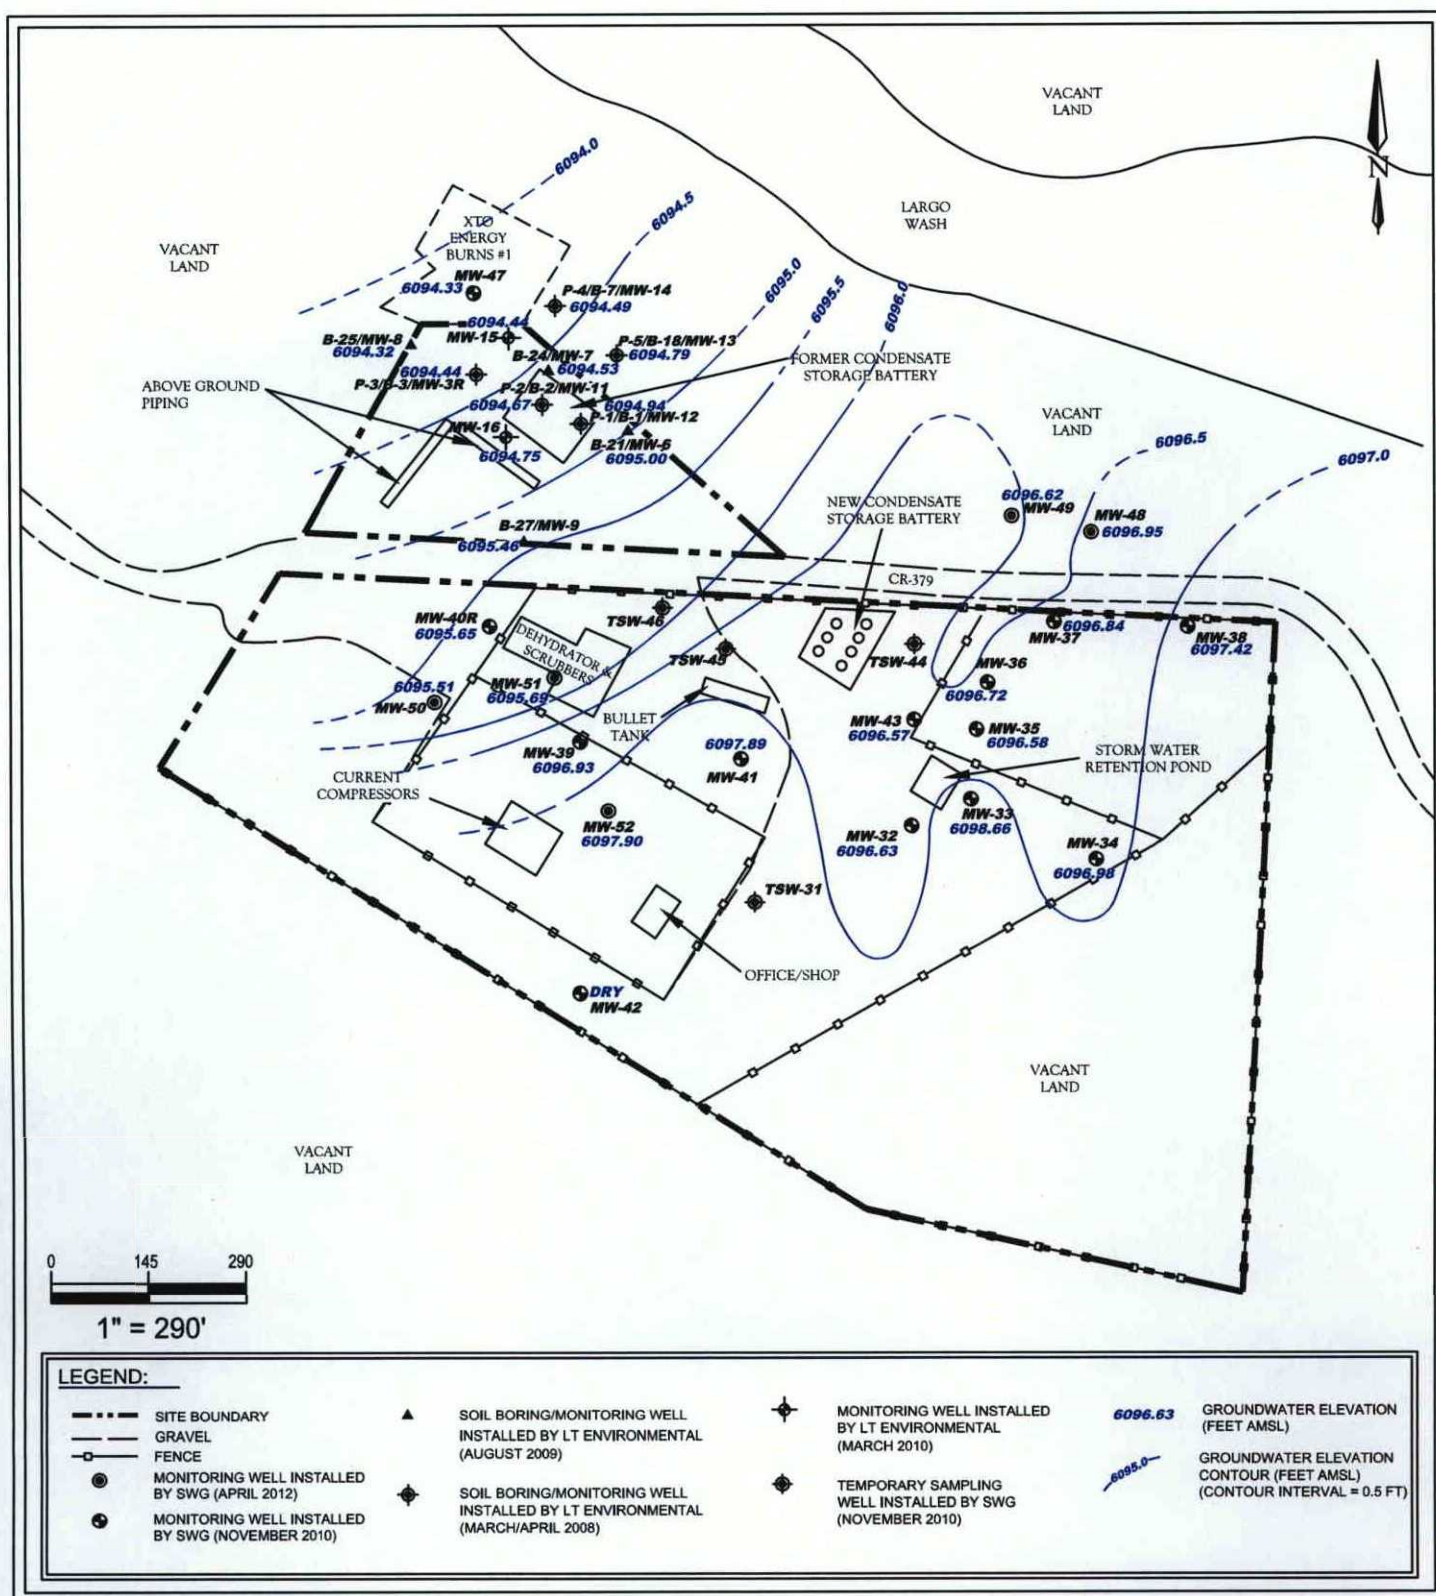 VACANT
LAND
N
6094.0
6094.5
LARGO
WASH
XTO
ENERGY
BURNS #1
VACANT
LAND
MW-47
6094.33
P-4/B-7/MW-14
6094.49
6095.0
6095.5
6096.0
6094.44
MW-15
B-25/MW-8
6094.32
P-5/B-18/MW-13
6094.79
B-24/MW-7
6094.53
FORMER CONDENSATE
STORAGE BATTERY
6094.44
P-3/B-3/MW-3R
ABOVE GROUND
PIPING
P-2/B-2/MW-11
6094.67
6094.94
P-1/B-1/MW-12
MW-16
6094.75
B-21/MW-6
6095.00
VACANT
LAND
6096.5
6097.0
NEW CONDENSATE
STORAGE BATTERY
6096.62
MW-49
MW-48
6096.95
B-27/MW-9
6095.46
CR-379
MW-40R
6095.65
TSW-46
DEHYDRATOR &
SCRUBBERS
TSW-45
TSW-44
6096.84
MW-37
MW-38
6097.42
MW-36
6096.72
6095.51
MW-50
MW-51
6095.69
BULLET
TANK
MW-43
6096.57
MW-35
6096.58
MW-39
6096.93
6097.89
MW-41
STORM WATER
RETENTION POND
CURRENT
COMPRESSORS
MW-52
6097.90
MW-32
6096.63
MW-33
6098.66
MW-34
6096.98
TSW-31
OFFICE/SHOP
DRY
MW-42
VACANT
LAND
VACANT
LAND
0 145 290
1" = 290'
LEGEND:
SITE BOUNDARY
GRAVEL
FENCE
MONITORING WELL INSTALLED
BY SWG (APRIL 2012)
MONITORING WELL INSTALLED
BY SWG (NOVEMBER 2010)
SOIL BORING/MONITORING WELL
INSTALLED BY LT ENVIRONMENTAL
(AUGUST 2009)
SOIL BORING/MONITORING WELL
INSTALLED BY LT ENVIRONMENTAL
(MARCH/APRIL 2008)
MONITORING WELL INSTALLED
BY LT ENVIRONMENTAL
(MARCH 2010)
TEMPORARY SAMPLING
WELL INSTALLED BY SWG
(NOVEMBER 2010)
6096.63
GROUNDWATER ELEVATION
(FEET AMSL)
6095.0
GROUNDWATER ELEVATION
CONTOUR (FEET AMSL)
(CONTOUR INTERVAL = 0.5 FT)